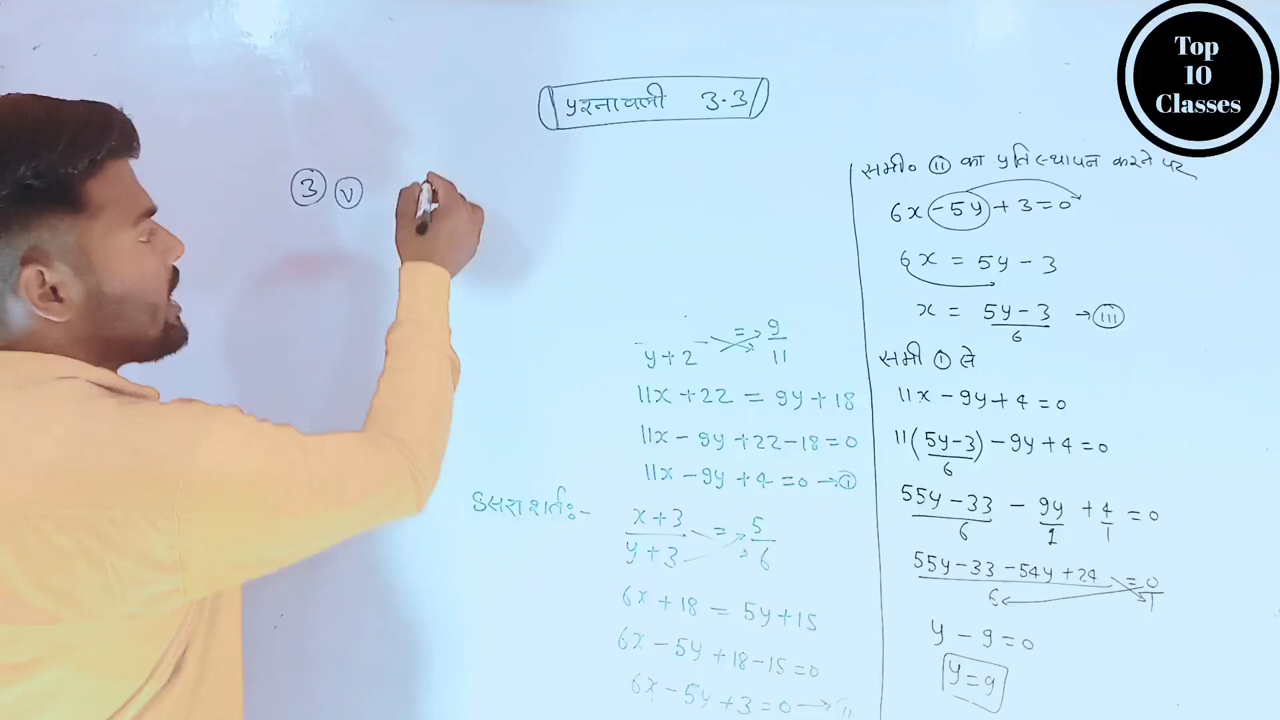 प्रश्नावली 3.3
3 v
y+2 = 9/11
11x + 22 = 9y + 18
11x - 9y + 22 - 18 = 0
11x - 9y + 4 = 0 → i
दुसरा शर्त:-
x+3/y+3 = 5/6
6x + 18 = 5y + 15
6x - 5y + 18 - 15 = 0
6x - 5y + 3 = 0 → ii
समी० ii का प्रतिस्थापन करने पर
6x - 5y + 3 = 0
6x = 5y - 3
x = 5y-3/6 → iii
समी i से
11x - 9y + 4 = 0
11(5y-3/6) - 9y + 4 = 0
55y-33/6 - 9y/1 + 4/1 = 0
55y-33-54y+24/6 = 0/1
y - 9 = 0
y = 9
Top
10
Classes